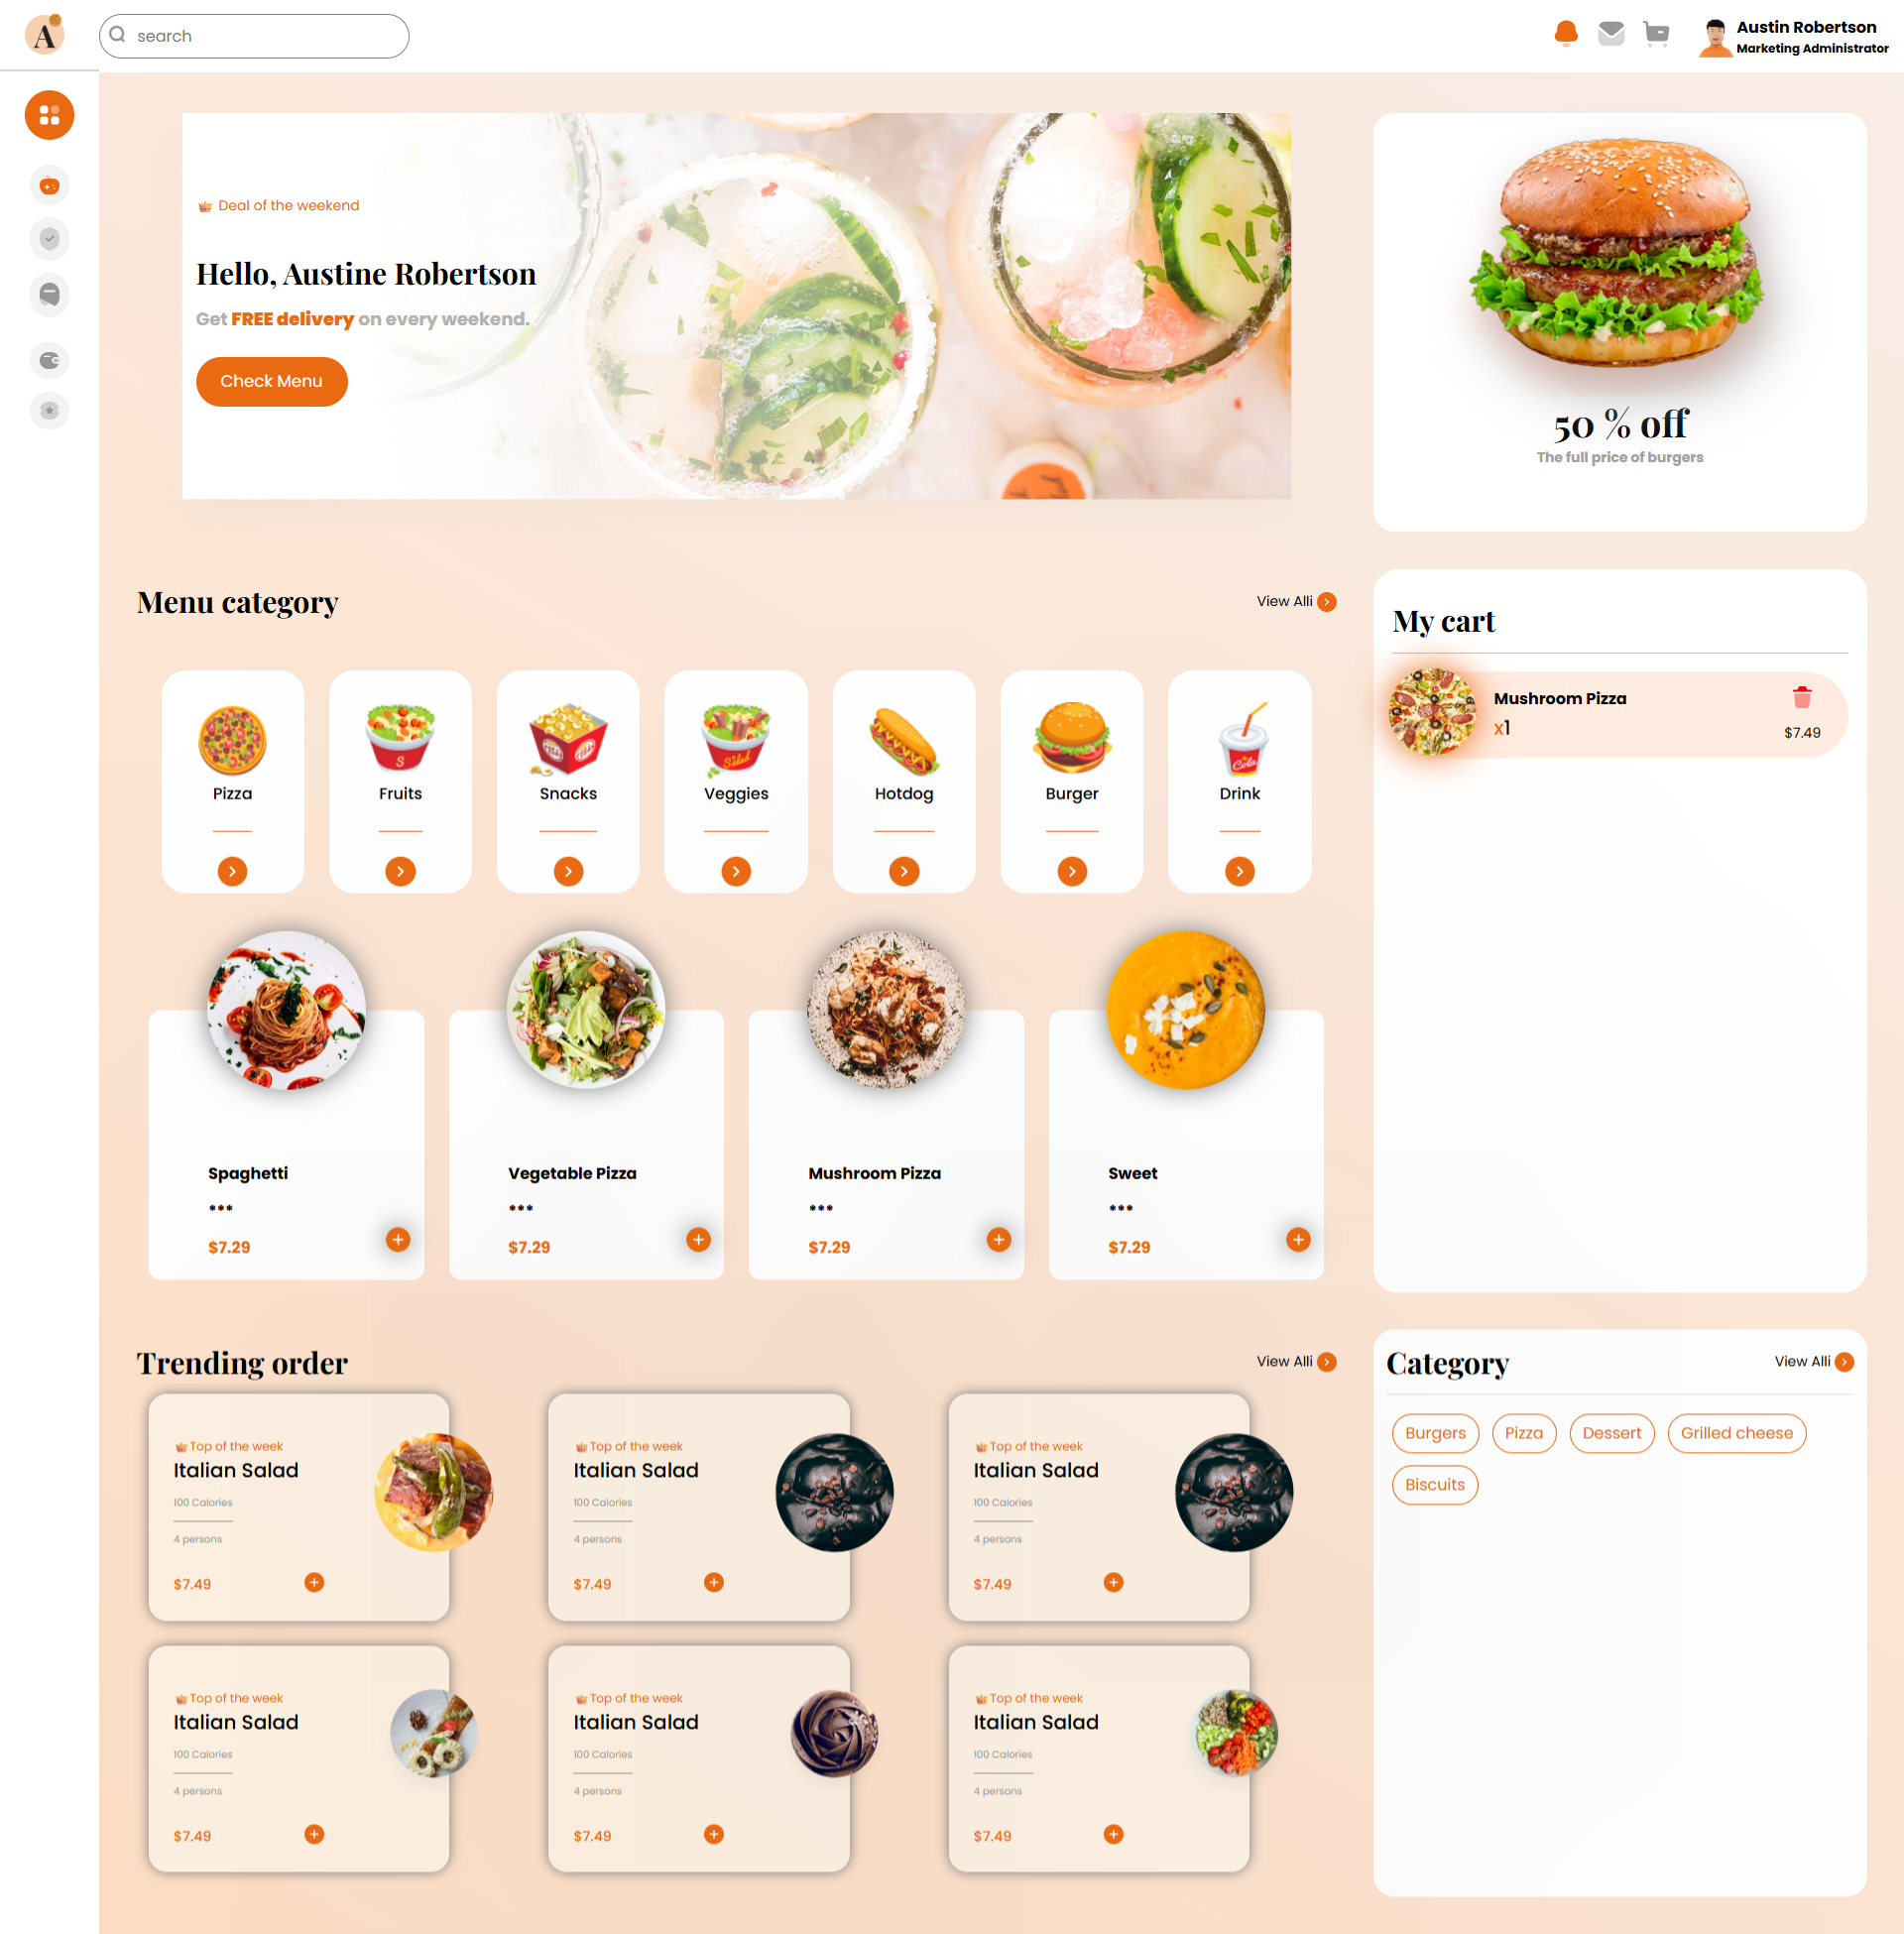 A
search
Austin Robertson
Marketing Administrator
Deal of the weekend
Hello, Austine Robertson
Get FREE delivery on every weekend.
Check Menu
50 % off
The full price of burgers
Menu category
View Alli
Pizza
Fruits
Snacks
Veggies
Hotdog
Burger
Drink
S
Salad
Cola
Spaghetti
***
$7.29
Vegetable Pizza
***
$7.29
Mushroom Pizza
***
$7.29
Sweet
***
$7.29
My cart
Mushroom Pizza
x1
$7.49
Trending order
View Alli
Top of the week
Italian Salad
100 Calories
4 persons
$7.49
Top of the week
Italian Salad
100 Calories
4 persons
$7.49
Top of the week
Italian Salad
100 Calories
4 persons
$7.49
Top of the week
Italian Salad
100 Calories
4 persons
$7.49
Top of the week
Italian Salad
100 Calories
4 persons
$7.49
Top of the week
Italian Salad
100 Calories
4 persons
$7.49
Category
View Alli
Burgers
Pizza
Dessert
Grilled cheese
Biscuits